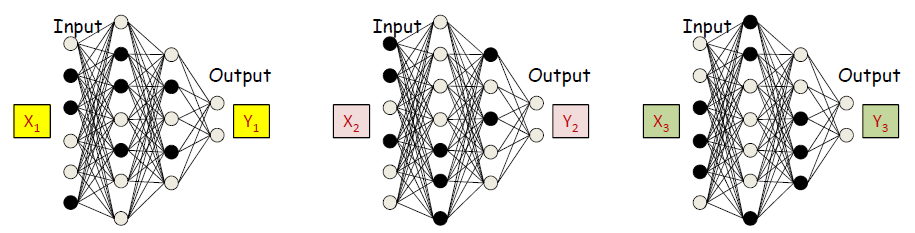 Input
Output
X1
Y1
Input
Output
X2
Y2
Input
Output
X3
Y3